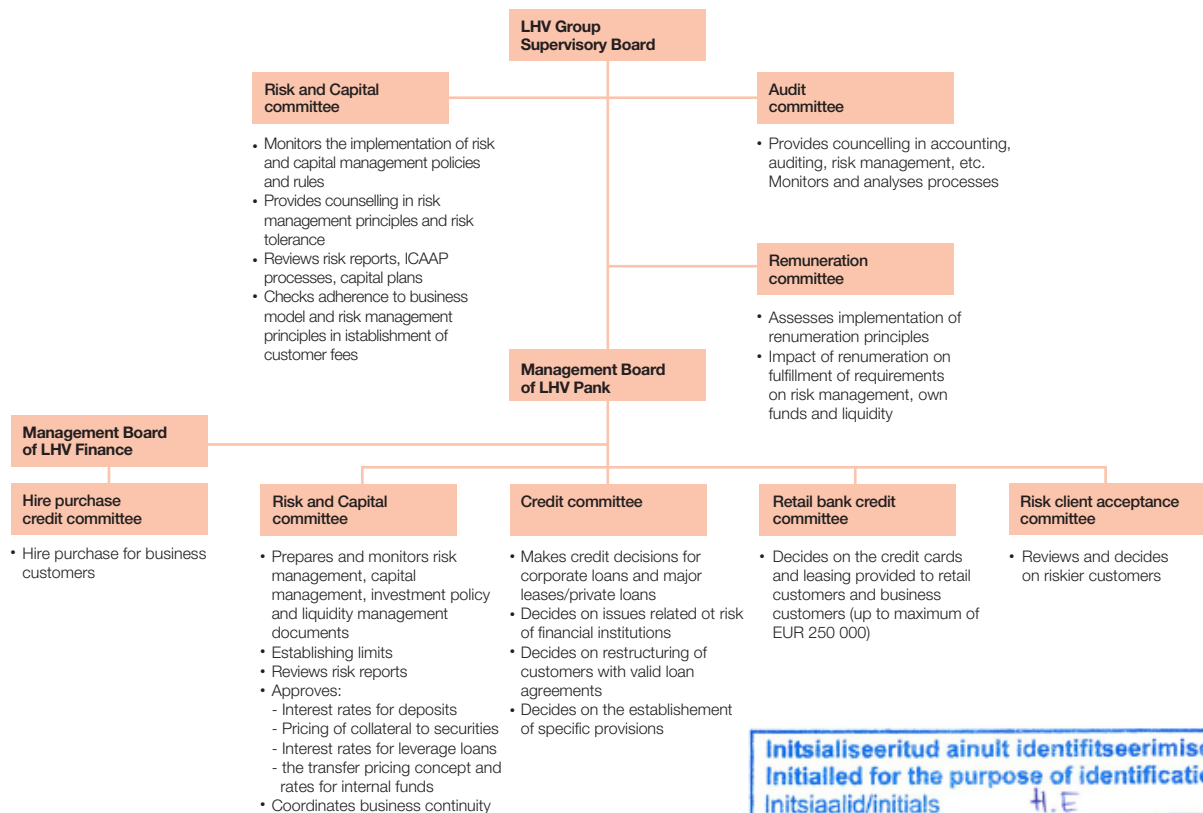 LHV Group
Supervisory Board
Risk and Capital
committee
• Monitors the implementation of risk
and capital management policies
and rules
• Provides counselling in risk
management principles and risk
tolerance
• Reviews risk reports, ICAAP
processes, capital plans
• Checks adherence to business
model and risk management
principles in istablishment of
customer fees
Audit
committee
• Provides councelling in accounting,
auditing, risk management, etc.
Monitors and analyses processes
Remuneration
committee
• Assesses implementation of
renumeration principles
• Impact of renumeration on
fulfillment of requirements
on risk management, own
funds and liquidity
Management Board
of LHV Pank
Management Board
of LHV Finance
Hire purchase
credit committee
• Hire purchase for business
customers
Risk and Capital
committee
• Prepares and monitors risk
management, capital
management, investment policy
and liquidity management
documents
• Establishing limits
• Reviews risk reports
• Approves:
- Interest rates for deposits
- Pricing of collateral to securities
- Interest rates for leverage loans
- the transfer pricing concept and
rates for internal funds
• Coordinates business continuity
Credit committee
• Makes credit decisions for
corporate loans and major
leases/private loans
• Decides on issues related ot risk
of financial institutions
• Decides on restructuring of
customers with valid loan
agreements
• Decides on the establishement
of specific provisions
Retail bank credit
committee
• Decides on the credit cards
and leasing provided to retail
customers and business
customers (up to maximum of
EUR 250 000)
Risk client acceptance
committee
• Reviews and decides
on riskier customers
Initsialiseeritud ainult identifitseerimise
Initialled for the purpose of identificatio
Initsiaalid/initials H.E